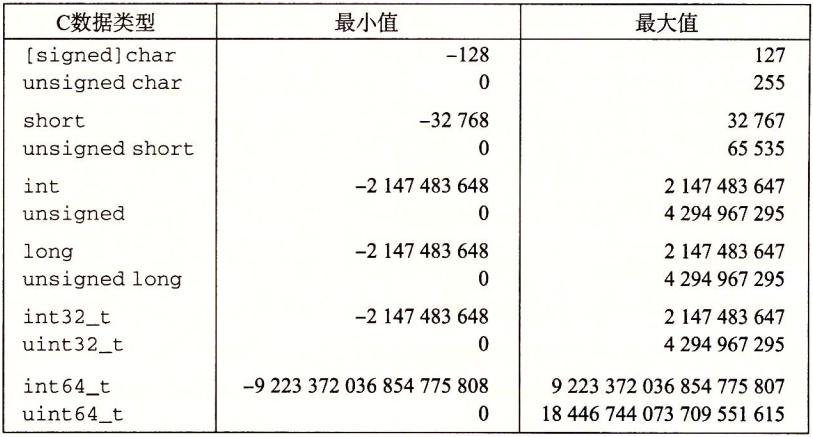 C数据类型 最小值 最大值
[signed]char −128 127
unsigned char 0 255
short −32 768 32 767
unsigned short 0 65 535
int −2 147 483 648 2 147 483 647
unsigned 0 4 294 967 295
long −2 147 483 648 2 147 483 647
unsigned long 0 4 294 967 295
int32_t −2 147 483 648 2 147 483 647
uint32_t 0 4 294 967 295
int64_t −9 223 372 036 854 775 808 9 223 372 036 854 775 807
uint64_t 0 18 446 744 073 709 551 615